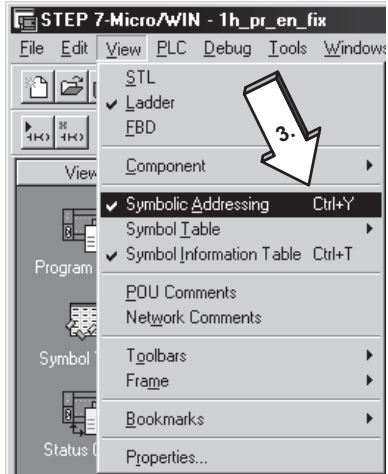 STEP 7-Micro/WIN - 1h_pr_en_fix
File Edit View PLC Debug Tools Windows
STL
Ladder
FBD
3.
Component
View
Symbolic Addressing Ctrl+Y
Symbol Table
Symbol Information Table Ctrl+T
Program
POU Comments
Network Comments
Symbol
Toolbars
Frame
Bookmarks
Status
Properties...